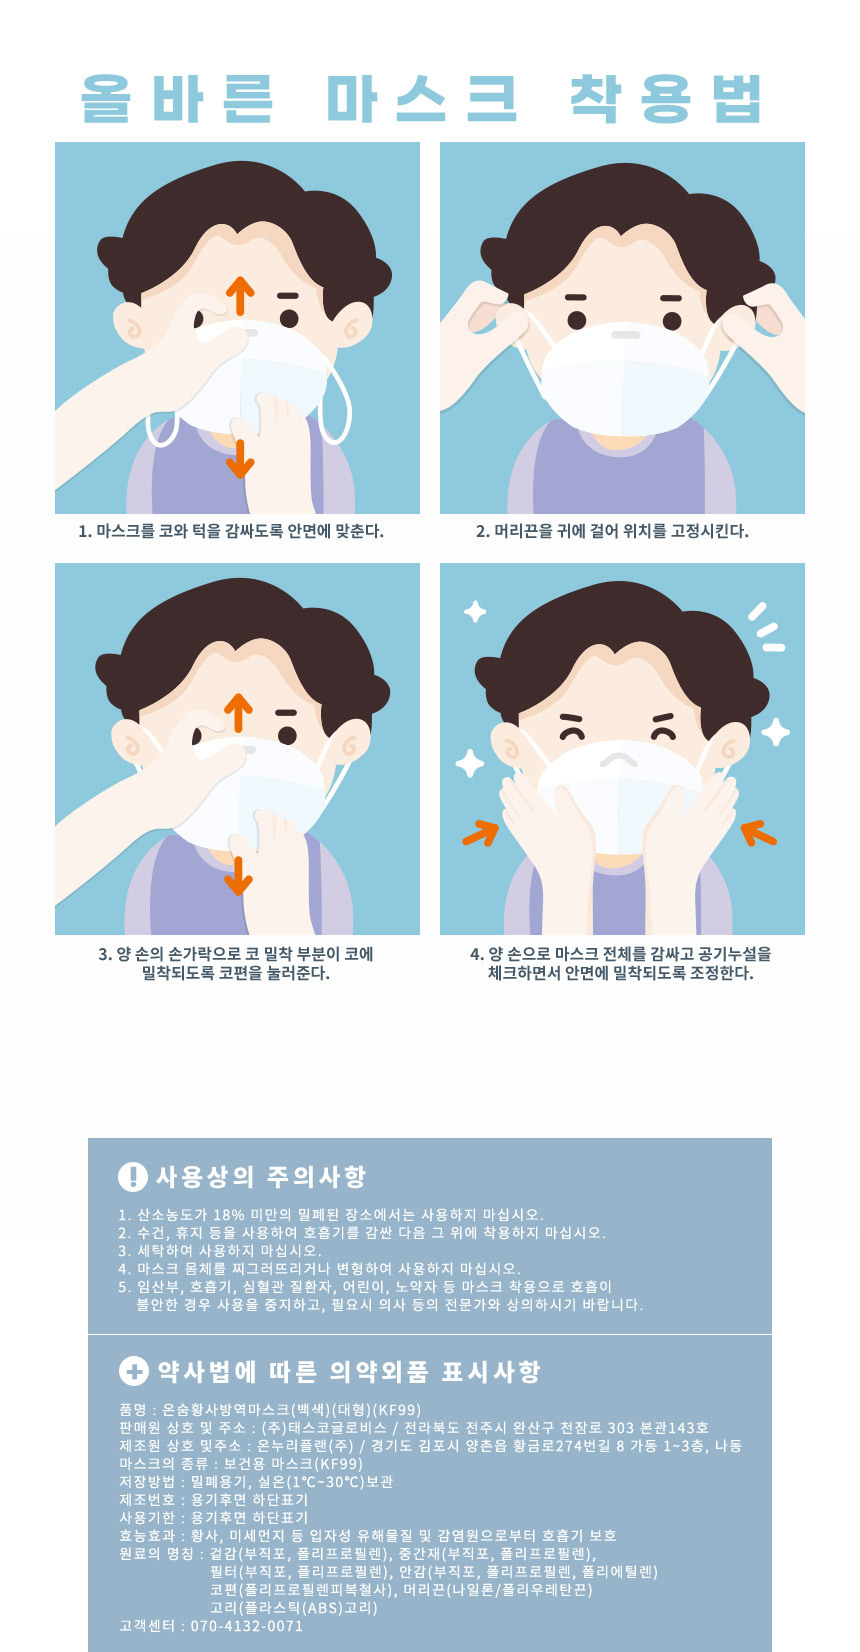 올바른 마스크 착용법
1. 마스크를 코와 턱을 감싸도록 안면에 맞춘다.
2. 머리끈을 귀에 걸어 위치를 고정시킨다.
3. 양 손의 손가락으로 코 밀착 부분이 코에
밀착되도록 코편을 눌러준다.
4. 양 손으로 마스크 전체를 감싸고 공기누설을
체크하면서 안면에 밀착되도록 조정한다.
사용상의 주의사항
1. 산소농도가 18% 미만의 밀폐된 장소에서는 사용하지 마십시오.
2. 수건, 휴지 등을 사용하여 호흡기를 감싼 다음 그 위에 착용하지 마십시오.
3. 세탁하여 사용하지 마십시오.
4. 마스크 몸체를 찌그러뜨리거나 변형하여 사용하지 마십시오.
5. 임산부, 호흡기, 심혈관 질환자, 어린이, 노약자 등 마스크 착용으로 호흡이
불안한 경우 사용을 중지하고, 필요시 의사 등의 전문가와 상의하시기 바랍니다.
약사법에 따른 의약외품 표시사항
품명 : 온숨황사방역마스크(백색)(대형)(KF99)
판매원 상호 및 주소 : (주)태스코글로비스 / 전라북도 전주시 완산구 천잠로 303 본관143호
제조원 상호 및주소 : 온누리플랜(주) / 경기도 김포시 양촌읍 황금로274번길 8 가동 1~3층, 나동
마스크의 종류 : 보건용 마스크(KF99)
저장방법 : 밀폐용기, 실온(1℃~30℃)보관
제조번호 : 용기후면 하단표기
사용기한 : 용기후면 하단표기
효능효과 : 황사, 미세먼지 등 입자성 유해물질 및 감염원으로부터 호흡기 보호
원료의 명칭 : 겉감(부직포, 폴리프로필렌), 중간재(부직포, 폴리프로필렌),
필터(부직포, 폴리프로필렌), 안감(부직포, 폴리프로필렌, 폴리에틸렌)
코편(폴리프로필렌피복철사), 머리끈(나일론/폴리우레탄끈)
고리(플라스틱(ABS)고리)
고객센터 : 070-4132-0071